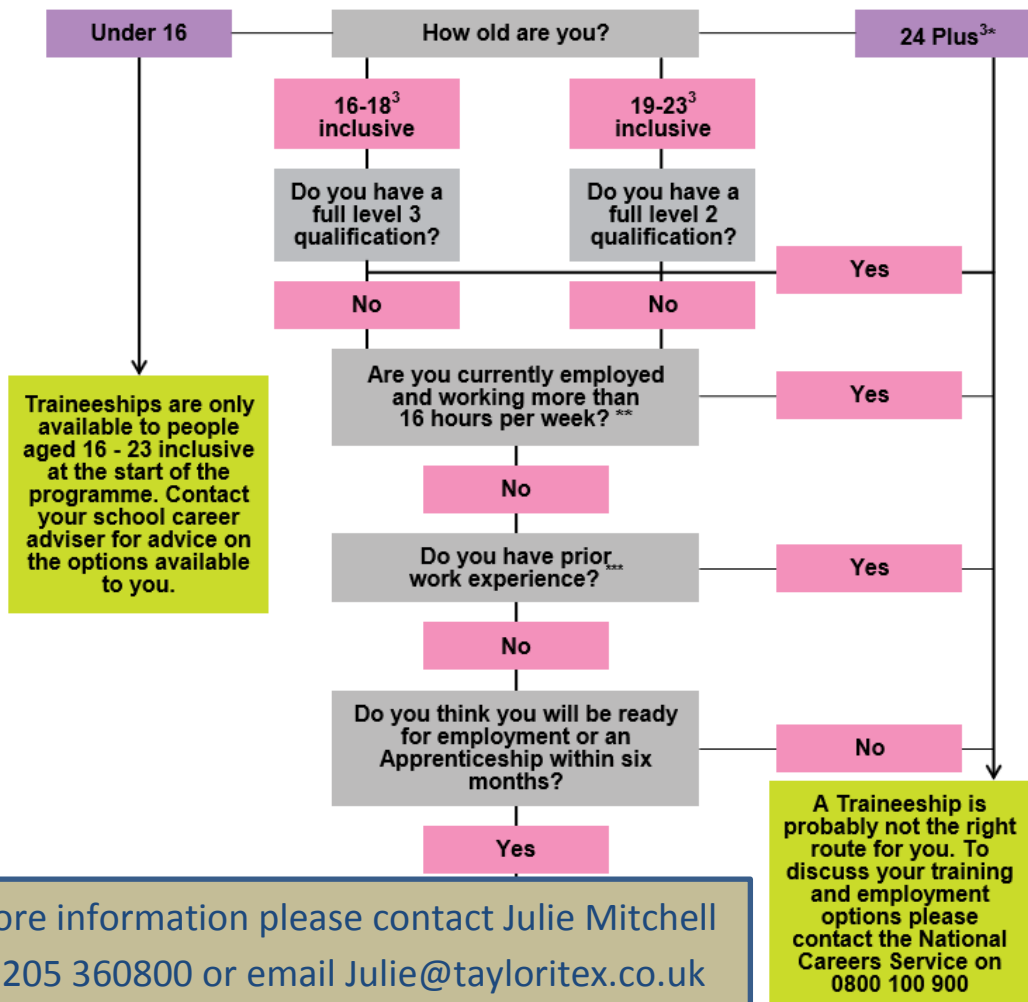 Under 16
How old are you?
24 Plus³*
16-18³
inclusive
19-23³
inclusive
Do you have a
full level 3
qualification?
Do you have a
full level 2
qualification?
Yes
No
No
Are you currently employed
and working more than
16 hours per week? **
Yes
Traineeships are only
available to people
aged 16 - 23 inclusive
at the start of the
programme. Contact
your school career
adviser for advice on
the options available
to you.
No
Do you have prior
work experience? ***
Yes
No
Do you think you will be ready
for employment or an
Apprenticeship within six
months?
No
Yes
A Traineeship is
probably not the right
route for you. To
discuss your training
and employment
options please
contact the National
Careers Service on
0800 100 900
ore information please contact Julie Mitchell
205 360800 or email Julie@tayloritex.co.uk